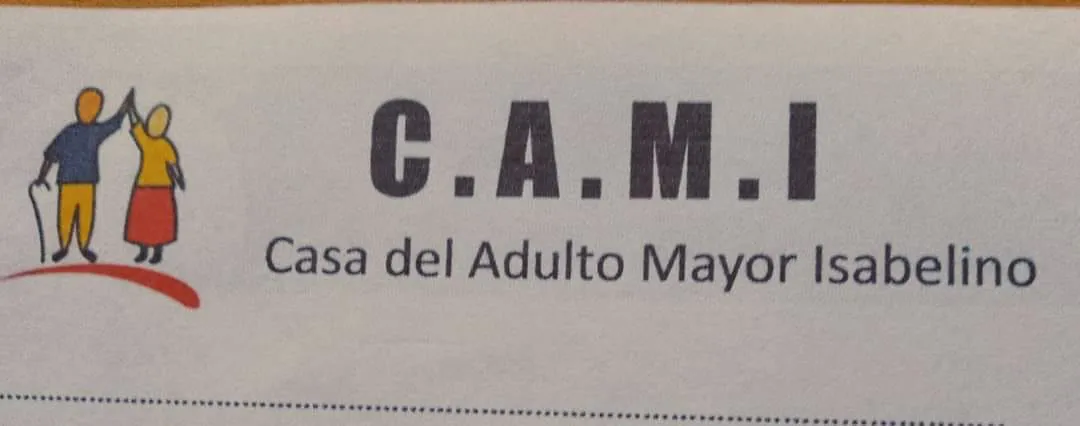 C.A.M.I
Casa del Adulto Mayor Isabelino